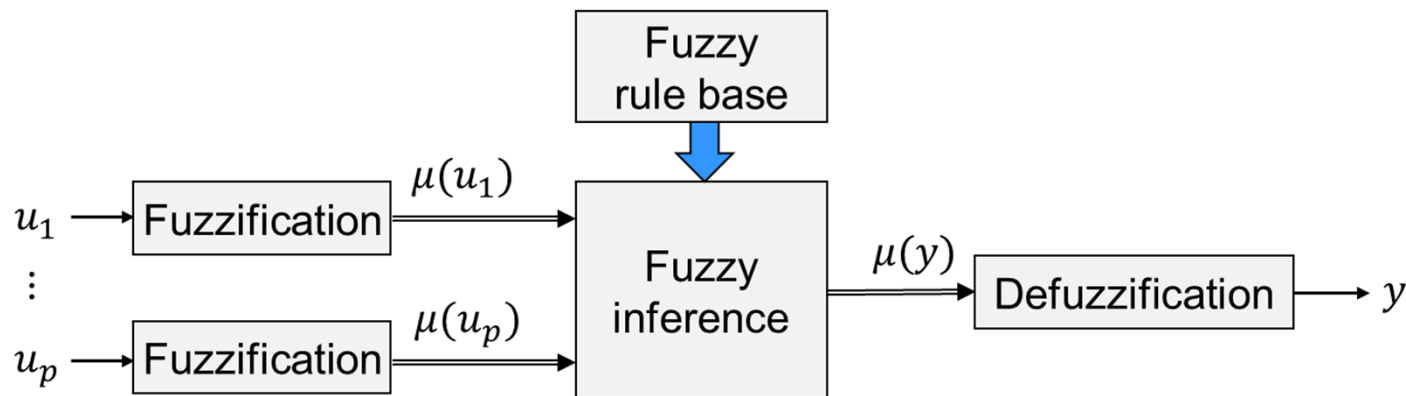 Fuzzy
rule base
μ(u₁)
u₁
Fuzzification
⋮
Fuzzy
inference
μ(y)
Defuzzification
y
μ(uₚ)
uₚ
Fuzzification